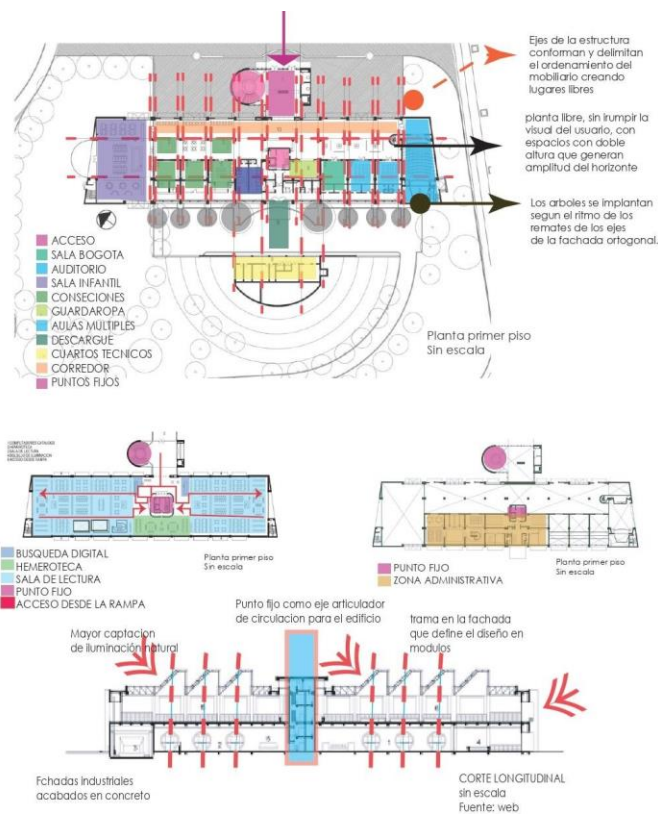 Ejes de la estructura
conforman y delimitan
el ordenamiento del
mobiliario creando
lugares libres
planta libre, sin irrumpir la
visual del usuario, con
espacios con doble
altura que generan
amplitud del horizonte
Los arboles se implantan
segun el ritmo de los
remates de los ejes
de la fachada ortogonal.
ACCESO
SALA BOGOTA
AUDITORIO
SALA INFANTIL
CONSECIONES
GUARDAROPA
AULAS MULTIPLES
DESCARGUE
CUARTOS TECNICOS
CORREDOR
PUNTOS FIJOS
Planta primer piso
Sin escala
BUSQUEDA DIGITAL
HEMEROTECA
SALA DE LECTURA
PUNTO FIJO
ACCESO DESDE LA RAMPA
Planta primer piso
Sin escala
PUNTO FIJO
ZONA ADMINISTRATIVA
Planta primer piso
Sin escala
Mayor captacion
de iluminación natural
Punto fijo como eje articulador
de circulacion para el edificio
trama en la fachada
que define el diseño en
modulos
Fchadas industriales
acabados en concreto
CORTE LONGITUDINAL
sin escala
Fuente: web